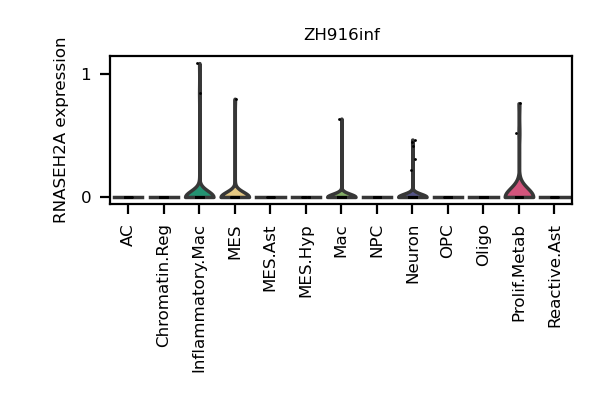 ZH916inf
RNASEH2A expression
1
0
AC
Chromatin.Reg
Inflammatory.Mac
MES
MES.Ast
MES.Hyp
Mac
NPC
Neuron
OPC
Oligo
Prolif.Metab
Reactive.Ast